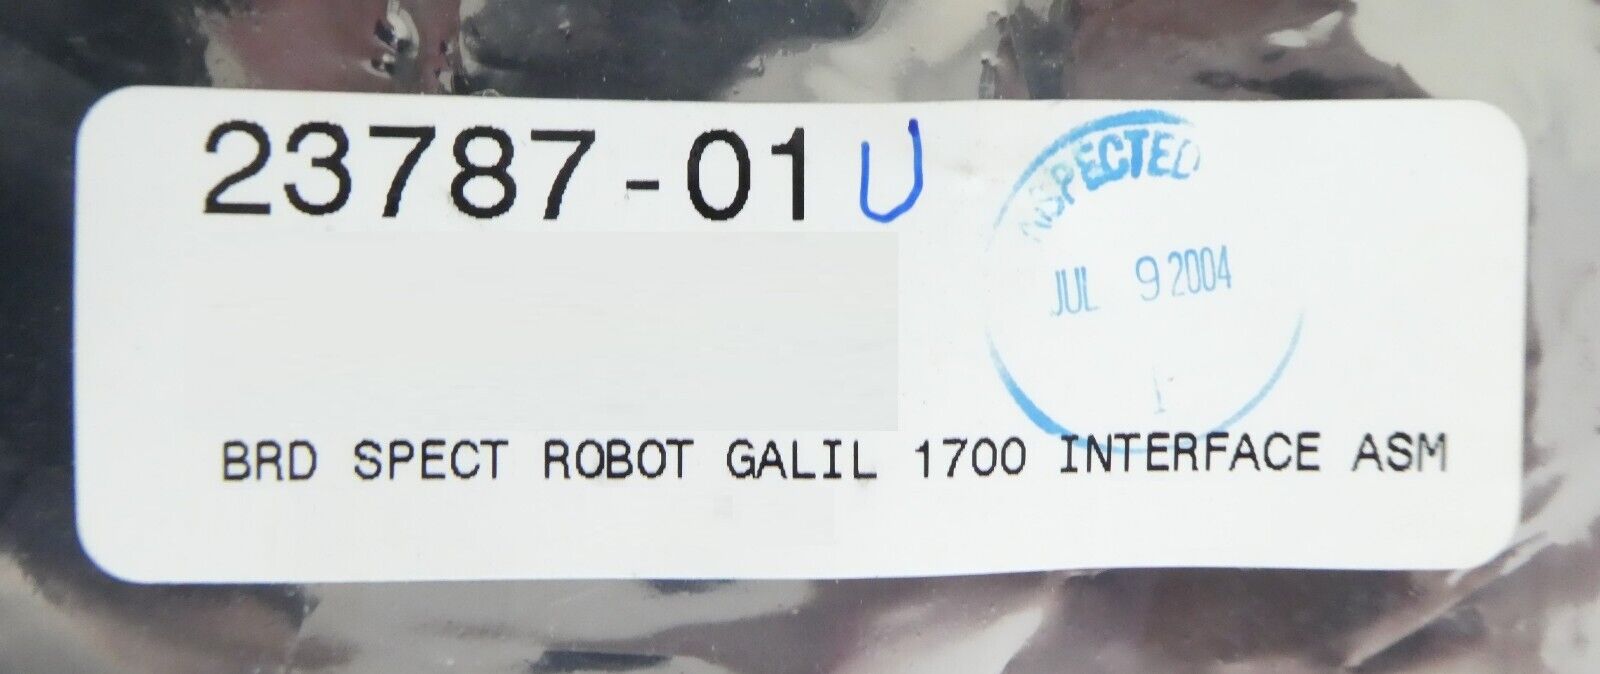 23787-01 U
INSPECTED
JUL 9 2004
BRD SPECT ROBOT GALIL 1700 INTERFACE ASM